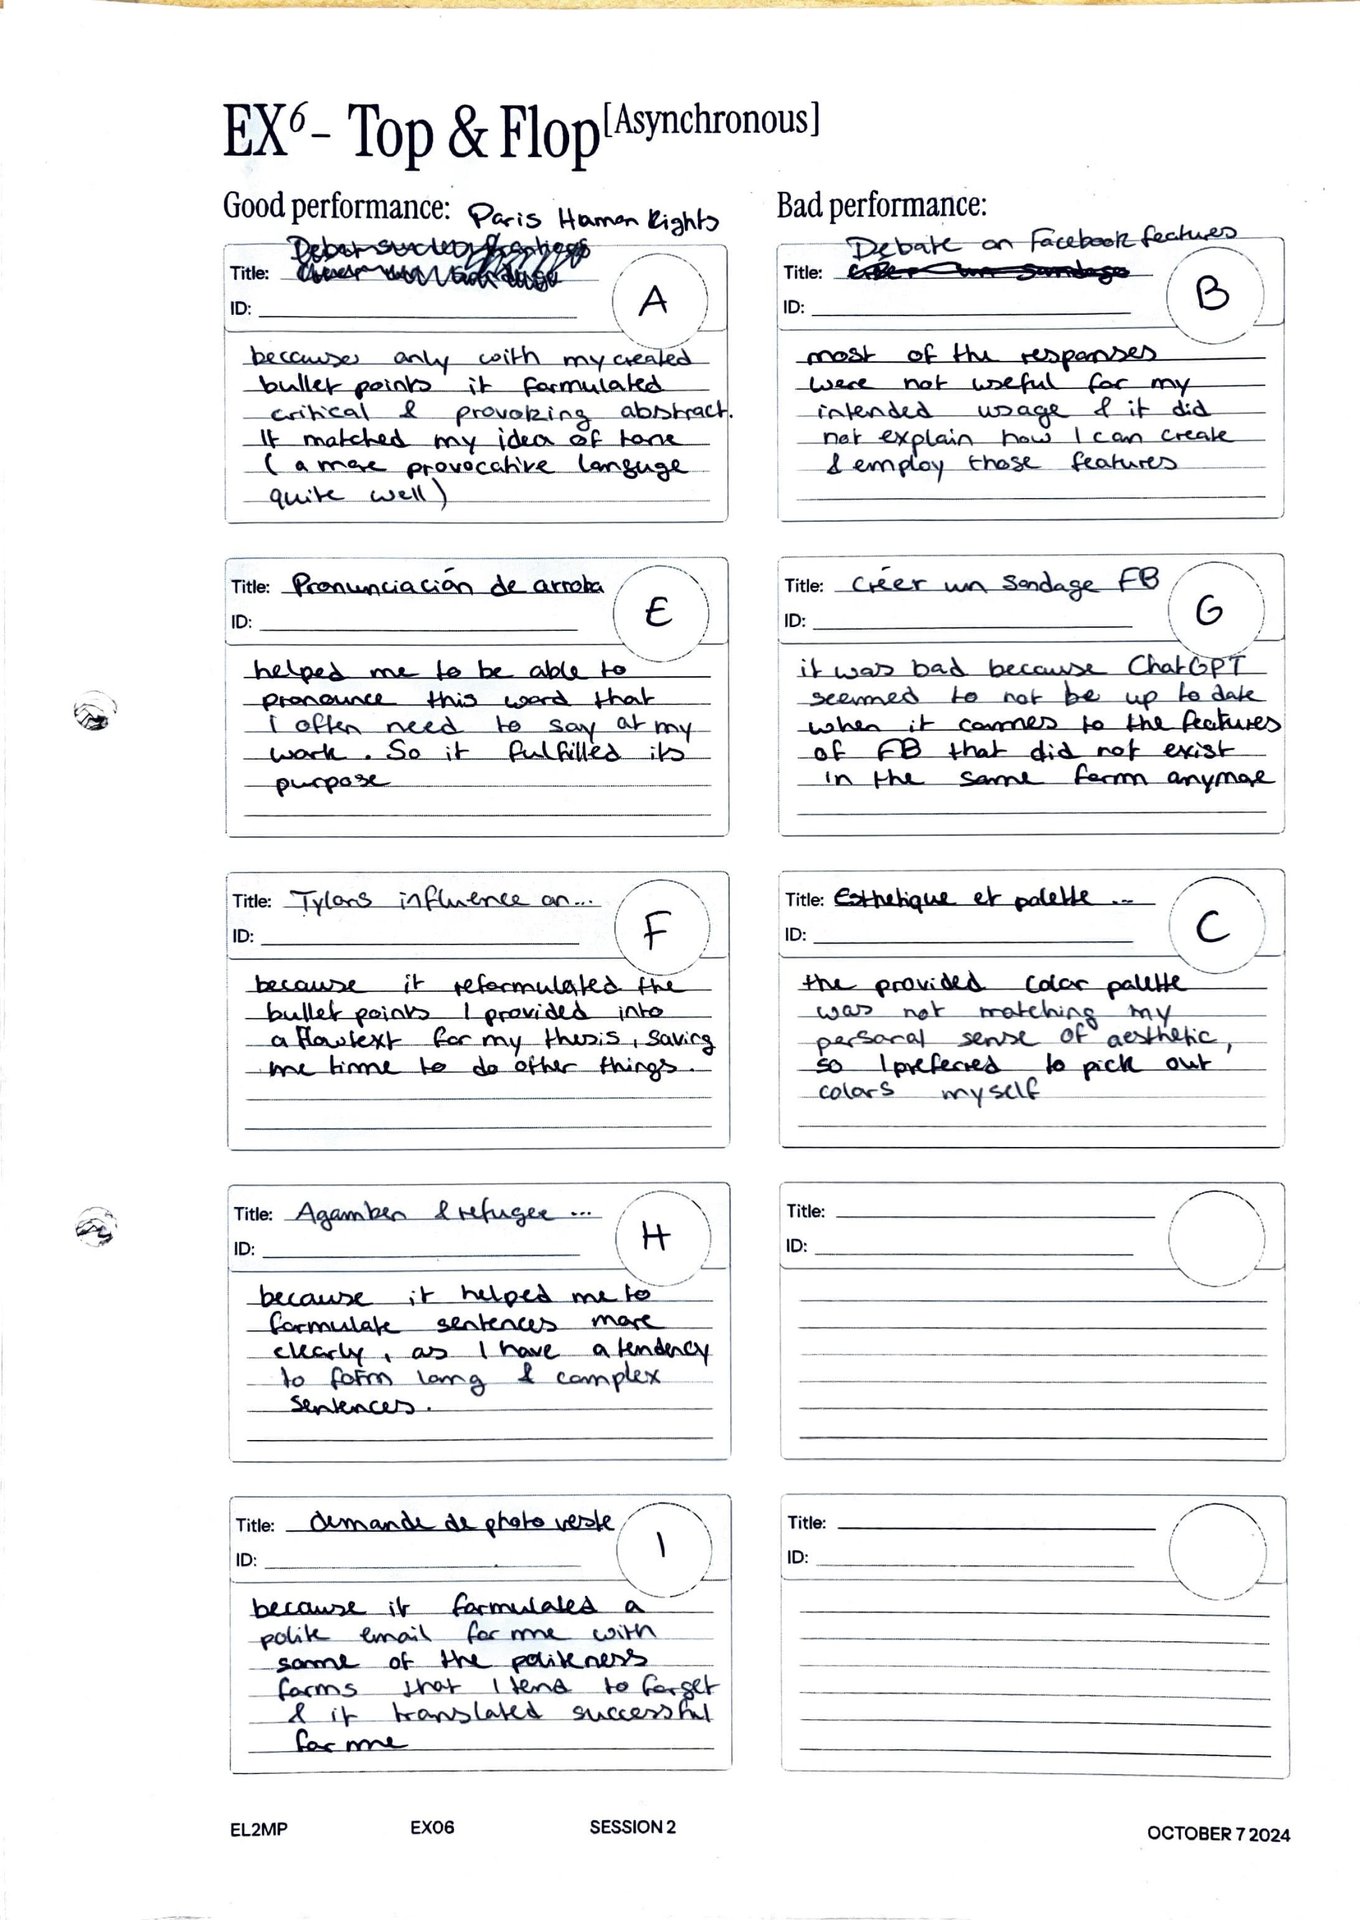 EX6 - Top & Flop [Asynchronous]
Good performance: Paris Human Rights
Title:
ID:
A
because only with my created
bullet points it formulated
critical & provoking abstract.
It matched my idea of tone
(a more provocative languge
quite well)
Title: Pronunciación de arroba
ID:
E
helped me to be able to
pronounce this word that
i often need to say at my
work. So it fulfilled its
purpose
Title: Tylors influence on...
ID:
F
because it reformulated the
bullet points I provided into
a flowtext for my thesis, saving
me time to do other things.
Title: Agamben & refugee ...
ID:
H
because it helped me to
formulate sentences more
clearly, as I have a tendency
to form long & complex
sentences.
Title: demande de photo veste
ID:
I
because it formulated a
polite email for me with
some of the politeness
forms that I tend to forget
& it translated successful
for me
Bad performance:
Debate on Facebook features
Title:
ID:
B
most of the responses
were not useful for my
intended usage & it did
not explain how I can create
& employ those features
Title: créer un sondage FB
ID:
G
it was bad because ChatGPT
seemed to not be up to date
when it commes to the features
of FB that did not exist
in the same form anymore
Title: Esthetique et palette ...
ID:
C
the provided color palette
was not matching my
personal sense of aesthetic,
so I preferred to pick out
colors myself
Title:
ID:
Title:
ID:
EL2MP EX06 SESSION 2 OCTOBER 7 2024